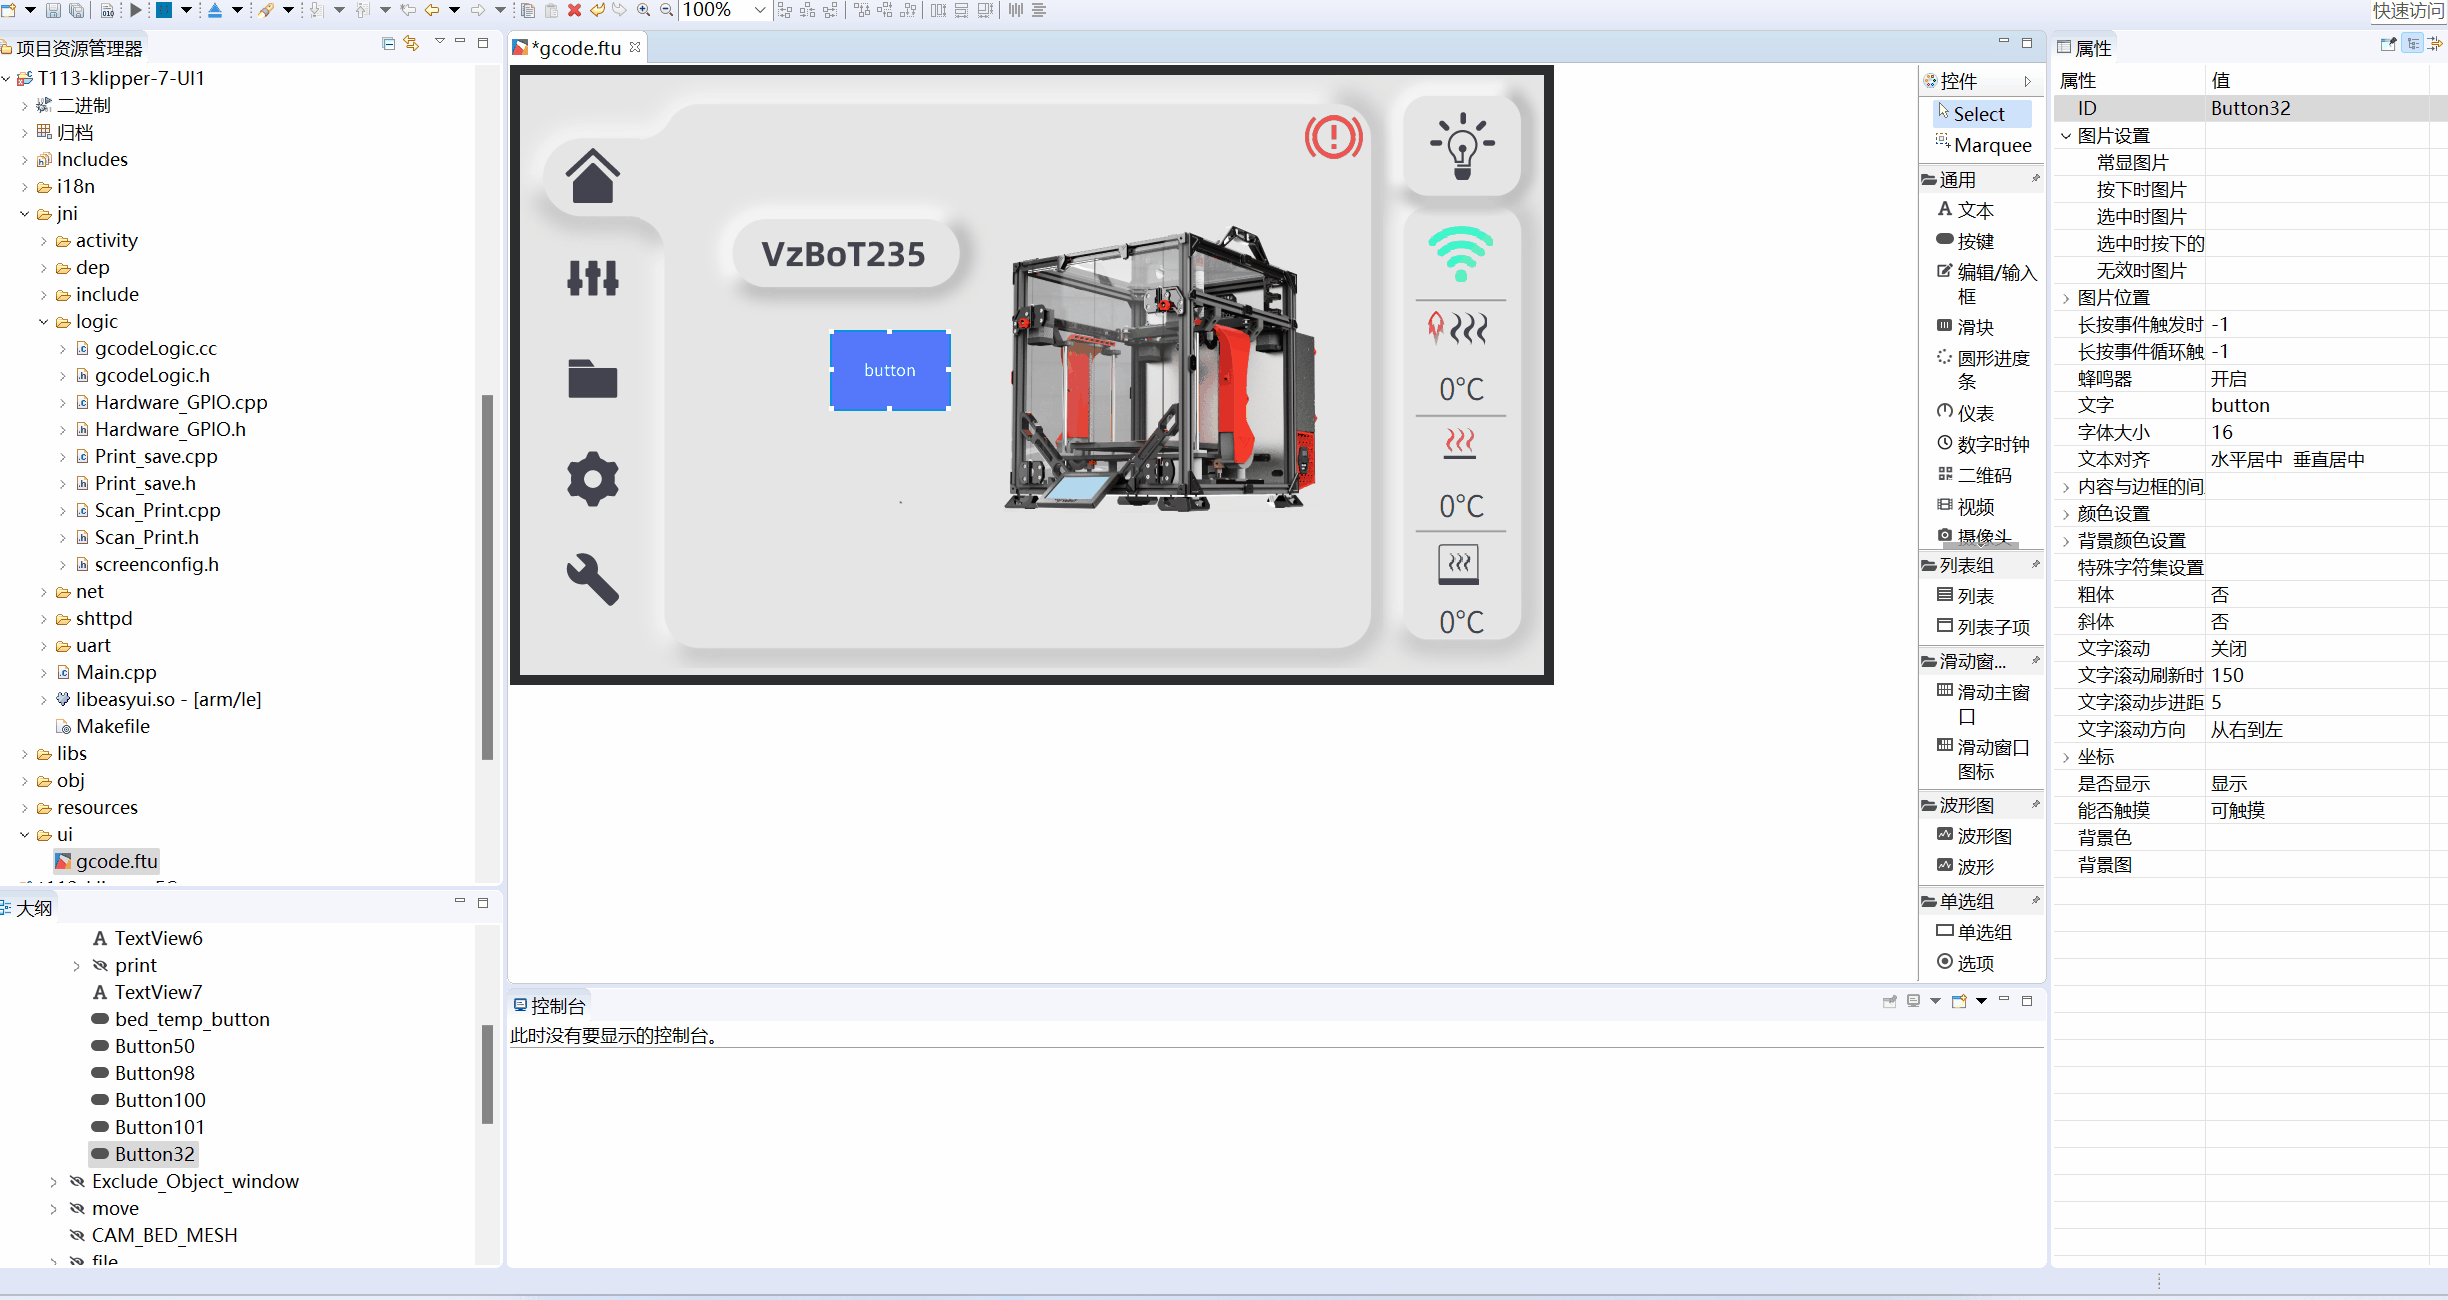 100%
快速访问
项目资源管理器
T113-klipper-7-UI1
二进制
归档
Includes
i18n
jni
activity
dep
include
logic
gcodeLogic.cc
gcodeLogic.h
Hardware_GPIO.cpp
Hardware_GPIO.h
Print_save.cpp
Print_save.h
Scan_Print.cpp
Scan_Print.h
screenconfig.h
net
shttpd
uart
Main.cpp
libeasyui.so - [arm/le]
Makefile
libs
obj
resources
ui
gcode.ftu
大纲
TextView6
print
TextView7
bed_temp_button
Button50
Button98
Button100
Button101
Button32
Exclude_Object_window
move
CAM_BED_MESH
file
*gcode.ftu
VzBoT235
button
0°C
0°C
0°C
控制台
此时没有要显示的控制台。
控件
Select
Marquee
通用
文本
按键
编辑/输入
框
滑块
圆形进度
条
仪表
数字时钟
二维码
视频
摄像头
列表组
列表
列表子项
滑动窗...
滑动主窗
口
滑动窗口
图标
波形图
波形图
波形
单选组
单选组
选项
属性
属性 值
ID Button32
图片设置
常显图片
按下时图片
选中时图片
选中时按下的
无效时图片
图片位置
长按事件触发时 -1
长按事件循环触 -1
蜂鸣器 开启
文字 button
字体大小 16
文本对齐 水平居中 垂直居中
内容与边框的间
颜色设置
背景颜色设置
特殊字符集设置
粗体 否
斜体 否
文字滚动 关闭
文字滚动刷新时 150
文字滚动步进距 5
文字滚动方向 从右到左
坐标
是否显示 显示
能否触摸 可触摸
背景色
背景图